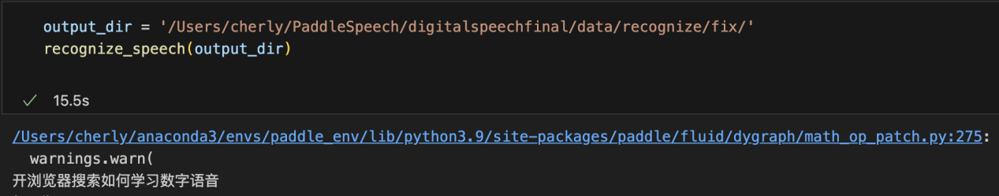 output_dir = '/Users/cherly/PaddleSpeech/digitalspeechfinal/data/recognize/fix/'
recognize_speech(output_dir)
15.5s
/Users/cherly/anaconda3/envs/paddle_env/lib/python3.9/site-packages/paddle/fluid/dygraph/math_op_patch.py:275:
warnings.warn(
开浏览器搜索如何学习数字语音